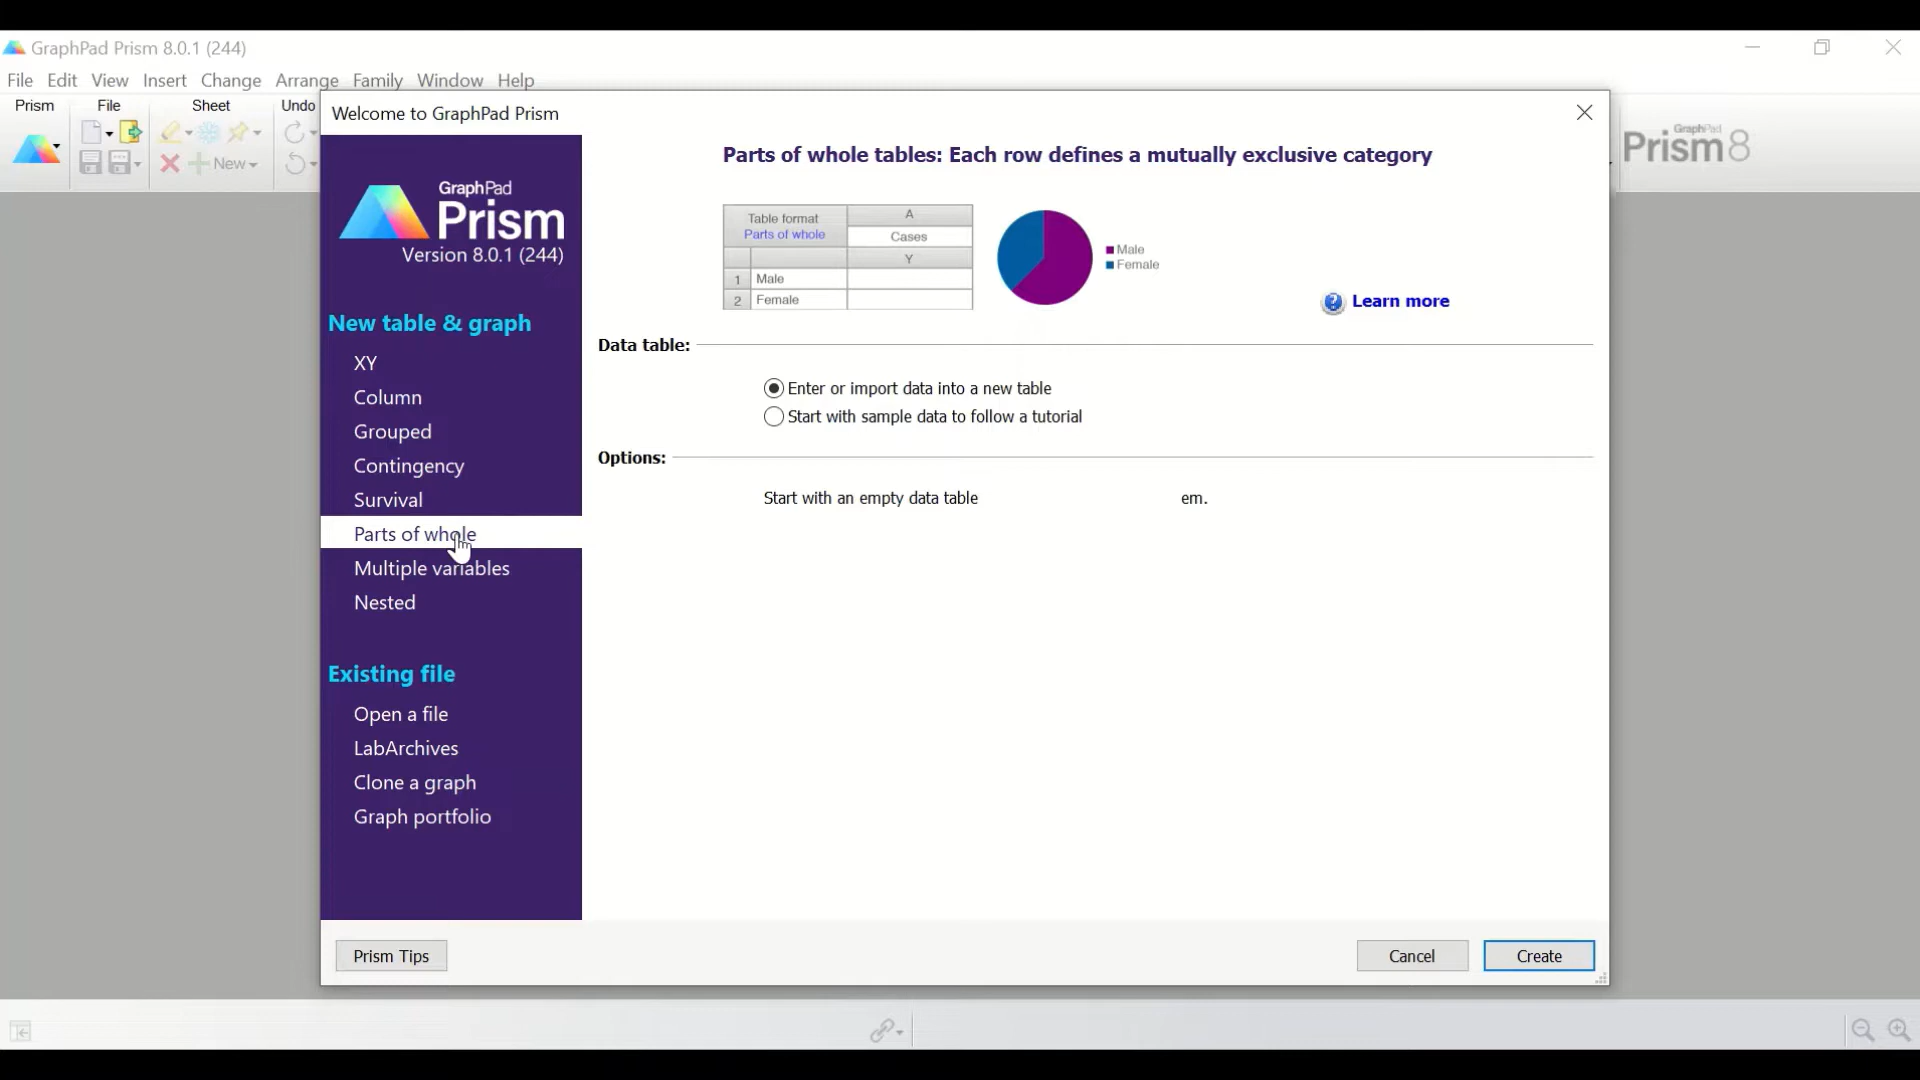 GraphPad Prism 8.0.1 (244)
File Edit View Insert Change Arrange Family Window Help
Prism File Sheet Undo
New
Welcome to GraphPad Prism
GraphPad
Prism 8
GraphPad
Prism
Version 8.0.1 (244)
New table & graph
XY
Column
Grouped
Contingency
Survival
Parts of whole
Multiple variables
Nested
Existing file
Open a file
LabArchives
Clone a graph
Graph portfolio
Parts of whole tables: Each row defines a mutually exclusive category
Table format A
Parts of whole Cases
Y
1 Male
2 Female
Male
Female
Learn more
Data table:
Enter or import data into a new table
Start with sample data to follow a tutorial
Options:
Start with an empty data table em.
Prism Tips Cancel Create